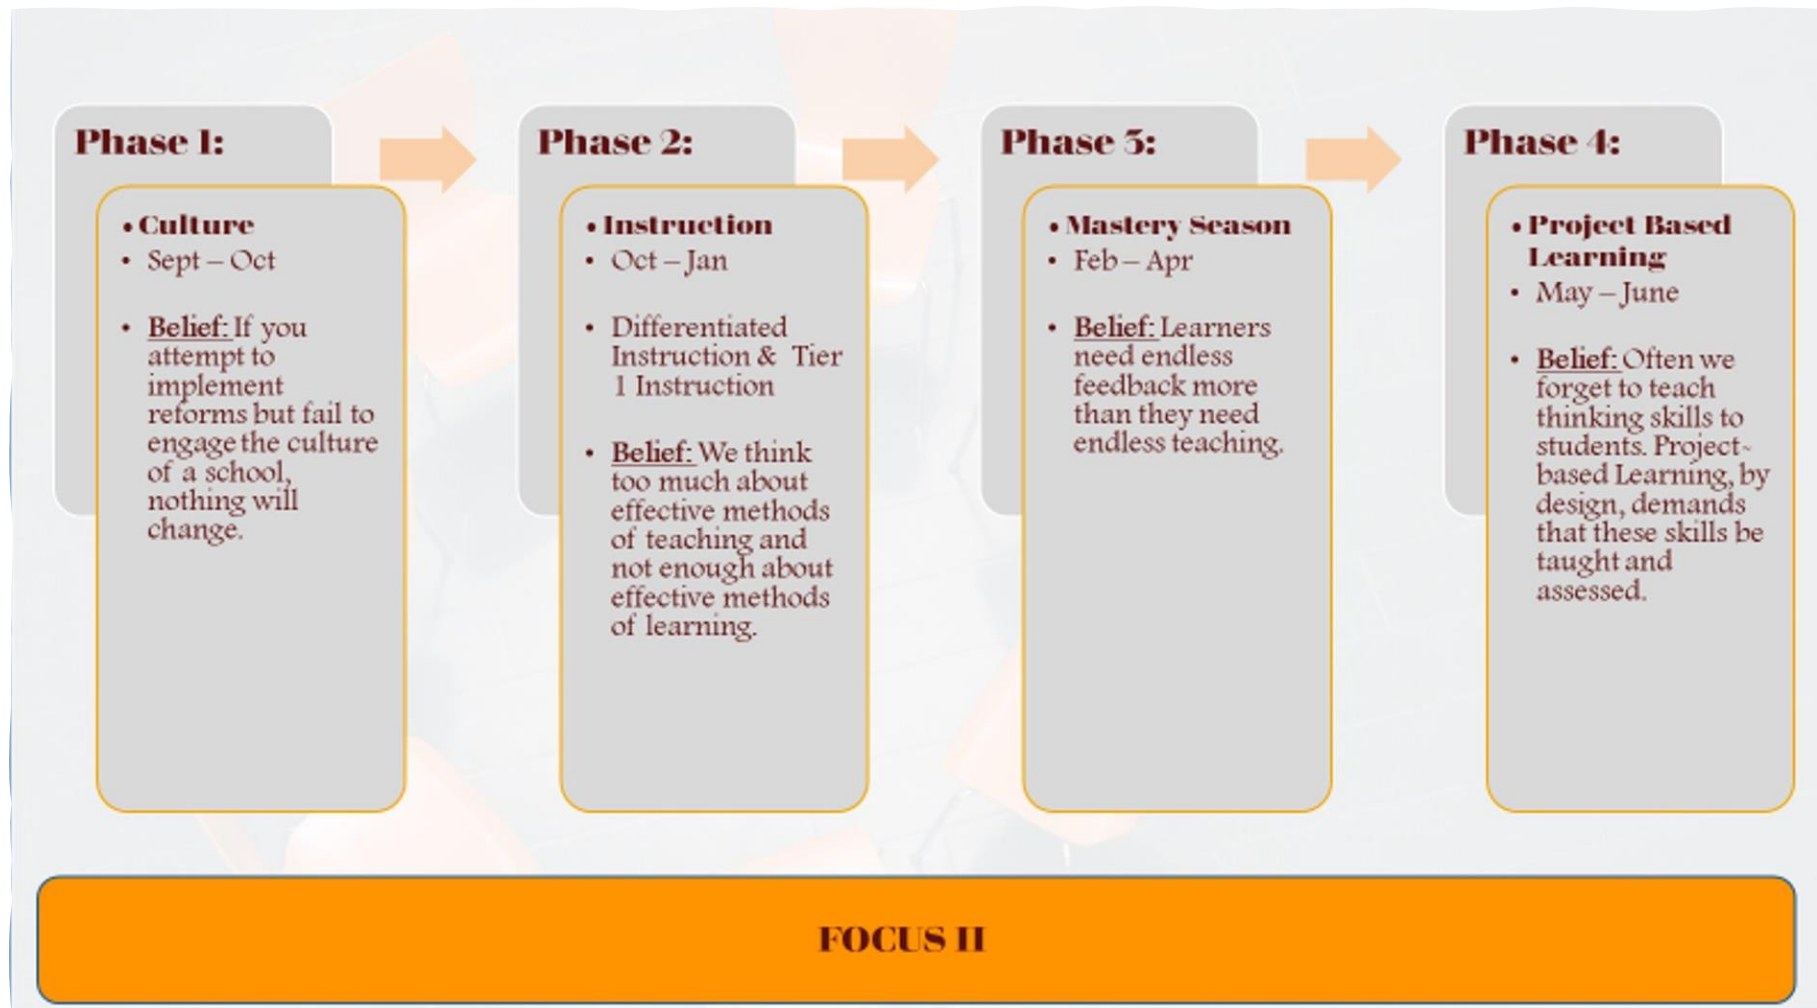 Phase 1:
• Culture
• Sept – Oct
• Belief: If you
attempt to
implement
reforms but fail to
engage the culture
of a school,
nothing will
change.
Phase 2:
• Instruction
• Oct – Jan
• Differentiated
Instruction & Tier
1 Instruction
• Belief: We think
too much about
effective methods
of teaching and
not enough about
effective methods
of learning.
Phase 3:
• Mastery Season
• Feb – Apr
• Belief: Learners
need endless
feedback more
than they need
endless teaching.
Phase 4:
• Project Based
Learning
• May – June
• Belief: Often we
forget to teach
thinking skills to
students. Project-
based Learning, by
design, demands
that these skills be
taught and
assessed.
FOCUS II